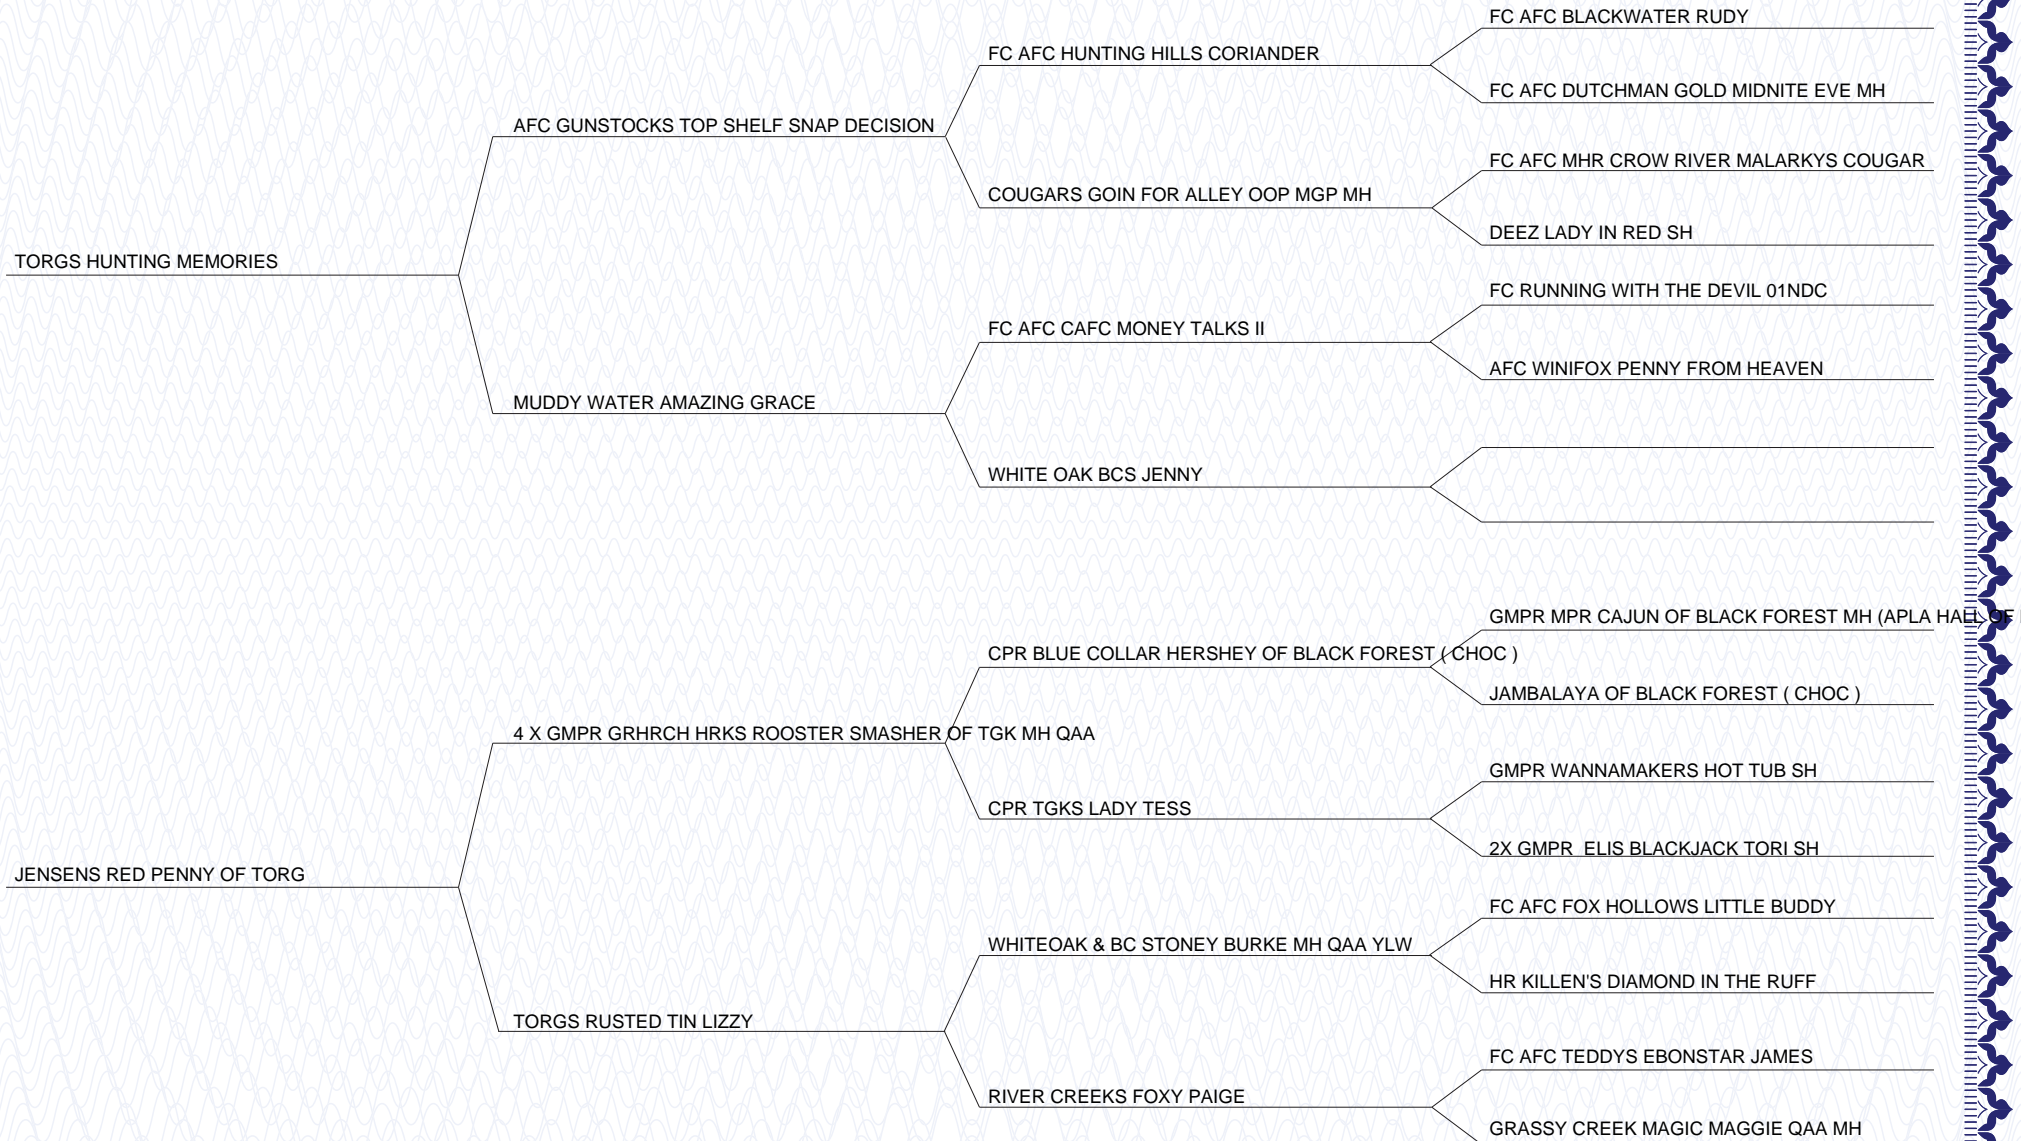 FC AFC BLACKWATER RUDY
FC AFC HUNTING HILLS CORIANDER
FC AFC DUTCHMAN GOLD MIDNITE EVE MH
AFC GUNSTOCKS TOP SHELF SNAP DECISION
FC AFC MHR CROW RIVER MALARKYS COUGAR
COUGARS GOIN FOR ALLEY OOP MGP MH
DEEZ LADY IN RED SH
TORGS HUNTING MEMORIES
FC RUNNING WITH THE DEVIL 01NDC
FC AFC CAFC MONEY TALKS II
AFC WINIFOX PENNY FROM HEAVEN
MUDDY WATER AMAZING GRACE
WHITE OAK BCS JENNY
GMPR MPR CAJUN OF BLACK FOREST MH (APLA HALL OF
CPR BLUE COLLAR HERSHEY OF BLACK FOREST ( CHOC )
JAMBALAYA OF BLACK FOREST ( CHOC )
4 X GMPR GRHRCH HRKS ROOSTER SMASHER OF TGK MH QAA
GMPR WANNAMAKERS HOT TUB SH
CPR TGKS LADY TESS
2X GMPR ELIS BLACKJACK TORI SH
JENSENS RED PENNY OF TORG
FC AFC FOX HOLLOWS LITTLE BUDDY
WHITEOAK & BC STONEY BURKE MH QAA YLW
HR KILLEN'S DIAMOND IN THE RUFF
TORGS RUSTED TIN LIZZY
FC AFC TEDDYS EBONSTAR JAMES
RIVER CREEKS FOXY PAIGE
GRASSY CREEK MAGIC MAGGIE QAA MH